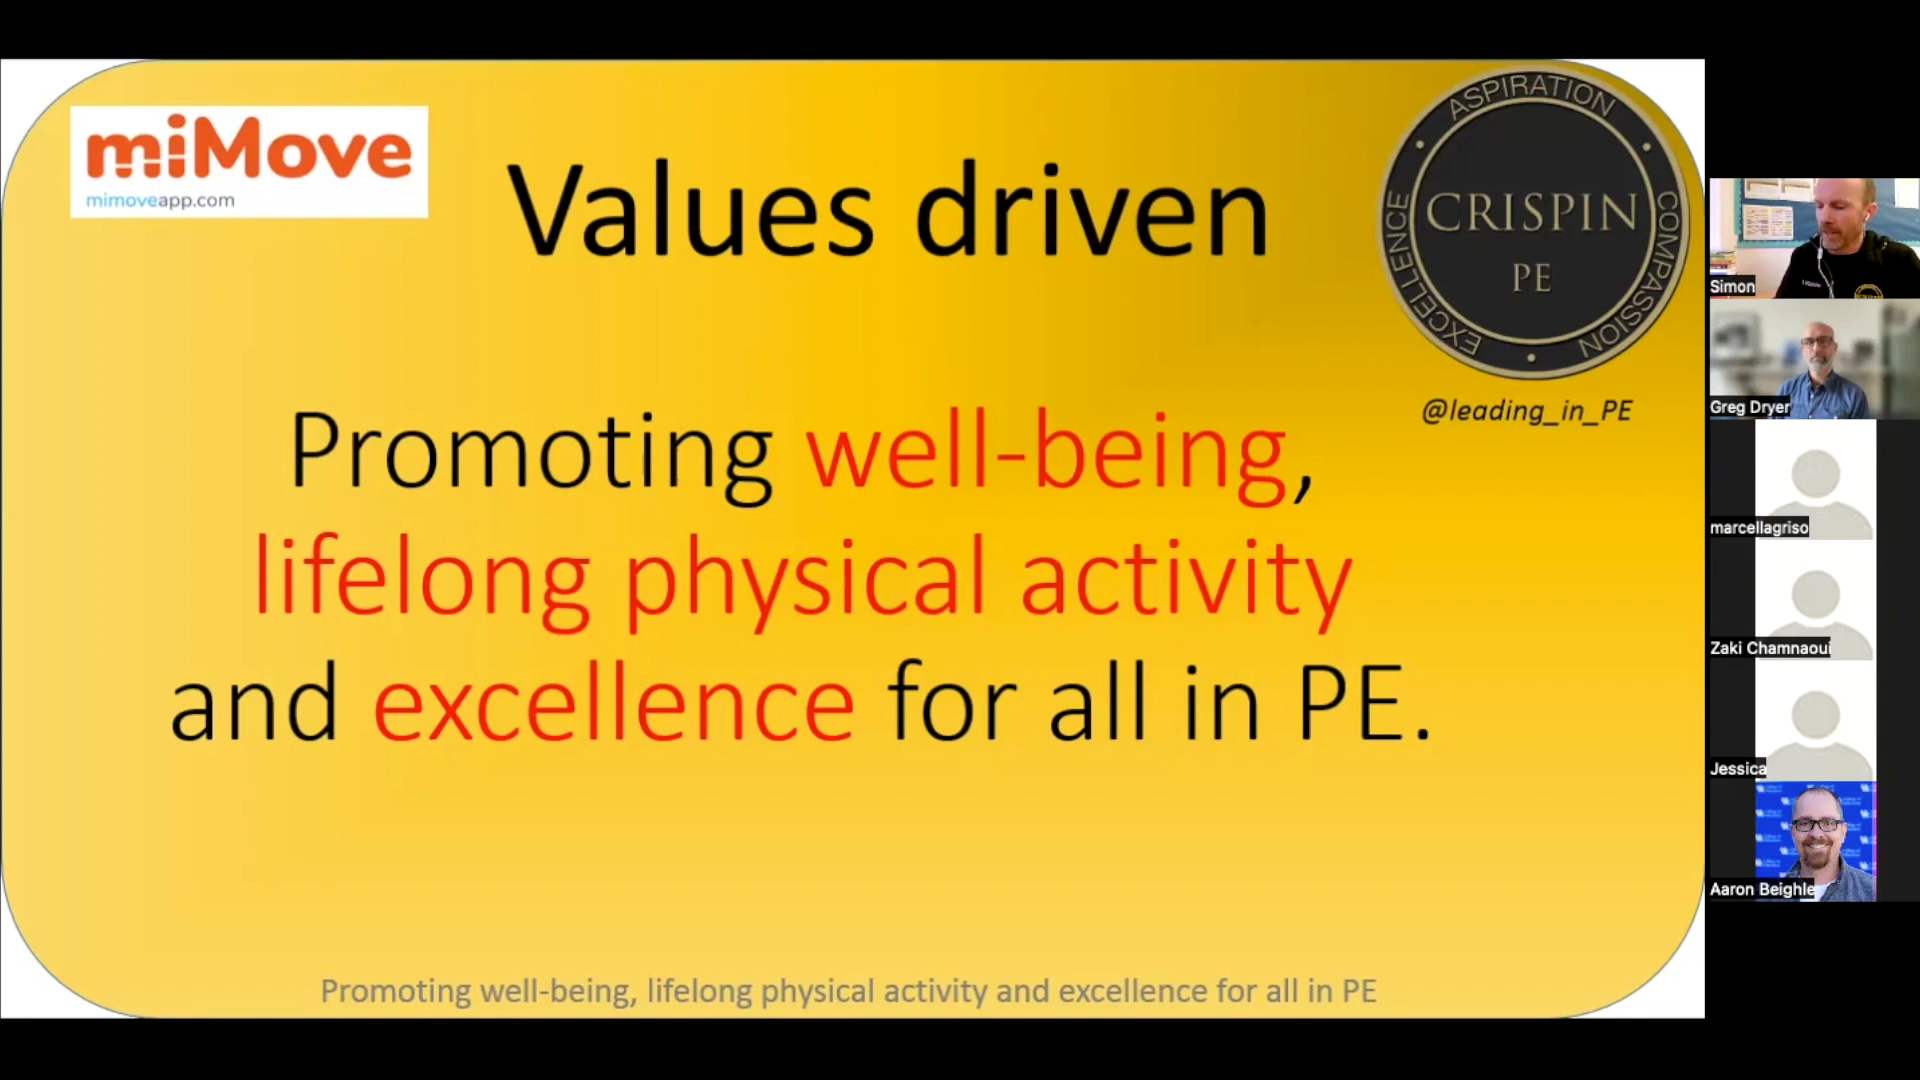 miMove
mimoveapp.com
Values driven
ASPIRATION
COMPASSION
EXCELLENCE
CRISPIN
PE
@leading_in_PE
Promoting well-being,
lifelong physical activity
and excellence for all in PE.
Promoting well-being, lifelong physical activity and excellence for all in PE
Simon
Greg Dryer
marcellagriso
Zaki Chamnaoui
Jessica
Aaron Beighle